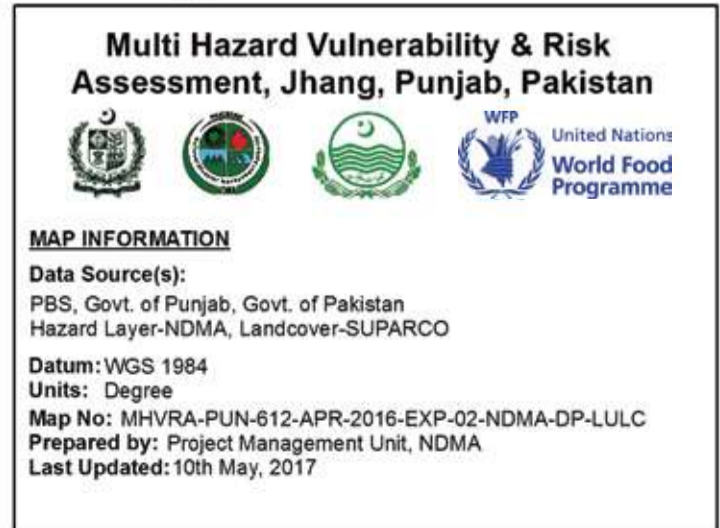 Multi Hazard Vulnerability & Risk
Assessment, Jhang, Punjab, Pakistan
WFP
United Nations
World Food
Programme
MAP INFORMATION
Data Source(s):
PBS, Govt. of Punjab, Govt. of Pakistan
Hazard Layer-NDMA, Landcover-SUPARCO
Datum: WGS 1984
Units: Degree
Map No: MHVRA-PUN-612-APR-2016-EXP-02-NDMA-DP-LULC
Prepared by: Project Management Unit, NDMA
Last Updated: 10th May, 2017